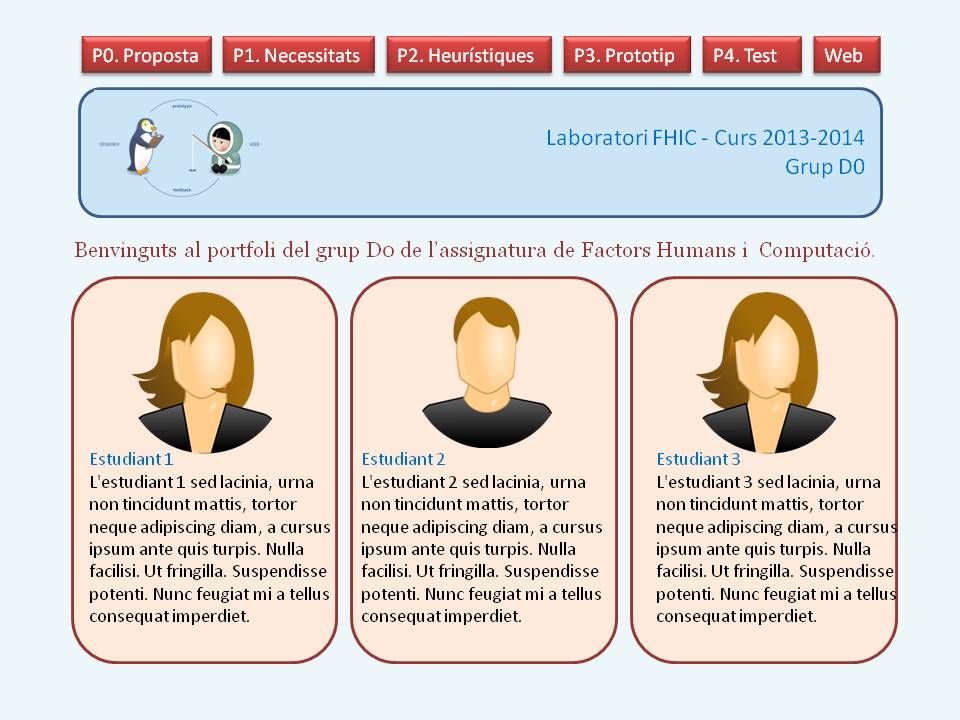 P0. Proposta
P1. Necessitats
P2. Heurístiques
P3. Prototip
P4. Test
Web
prototype
DESIGNER
USER
feedback
Laboratori FHIC - Curs 2013-2014
Grup D0
Benvinguts al portfoli del grup D0 de l'assignatura de Factors Humans i Computació.
Estudiant 1
L'estudiant 1 sed lacinia, urna
non tincidunt mattis, tortor
neque adipiscing diam, a cursus
ipsum ante quis turpis. Nulla
facilisi. Ut fringilla. Suspendisse
potenti. Nunc feugiat mi a tellus
consequat imperdiet.
Estudiant 2
L'estudiant 2 sed lacinia, urna
non tincidunt mattis, tortor
neque adipiscing diam, a cursus
ipsum ante quis turpis. Nulla
facilisi. Ut fringilla. Suspendisse
potenti. Nunc feugiat mi a tellus
consequat imperdiet.
Estudiant 3
L'estudiant 3 sed lacinia, urna
non tincidunt mattis, tortor
neque adipiscing diam, a cursus
ipsum ante quis turpis. Nulla
facilisi. Ut fringilla. Suspendisse
potenti. Nunc feugiat mi a tellus
consequat imperdiet.